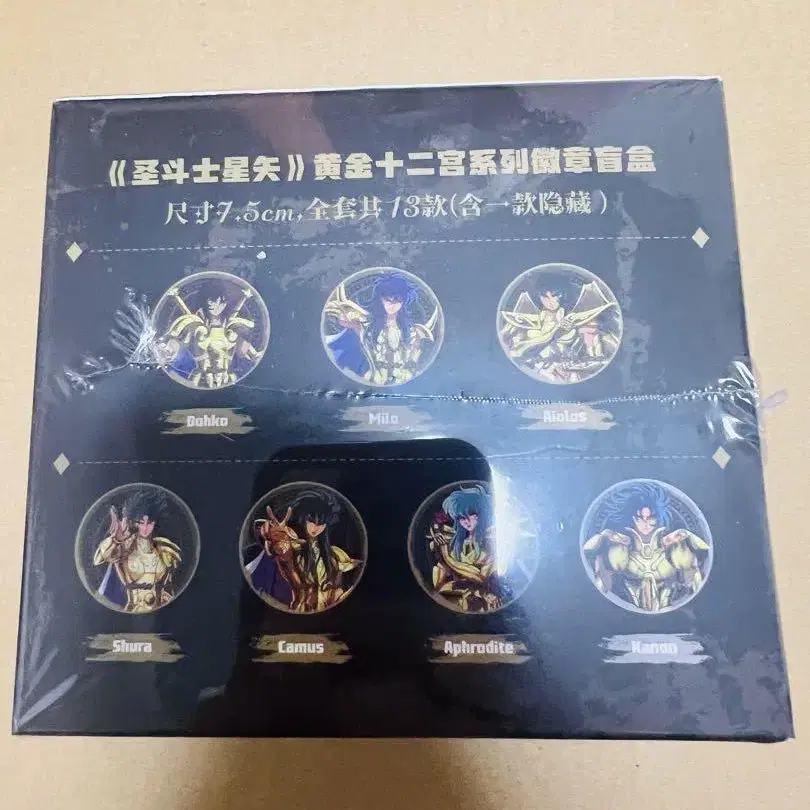 《圣斗士星矢》黄金十二宫系列徽章盲盒
尺寸7.5cm,全套共13款(含一款隐藏)
Dohko Milo Aiolos
Shura Camus Aphrodite Kanon